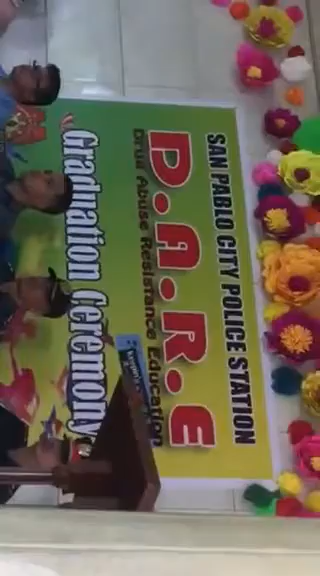 SAN PABLO CITY POLICE STATION
D.A.R.E
Drug Abuse Resistance Education
Graduation Ceremony